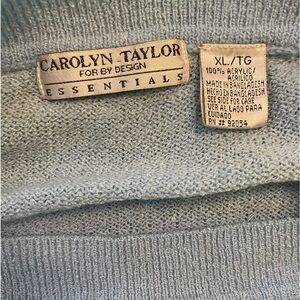 CAROLYN TAYLOR
FOR BY DESIGN
ESSENTIALS
XL/TG
100% ACRYLIC/
ACRILICO
MADE IN BANGLADESH
HECHO EN BANGLADESH
SEE SIDE FOR CARE
VER AL LADO PARA
CUIDADO
RN # 92054